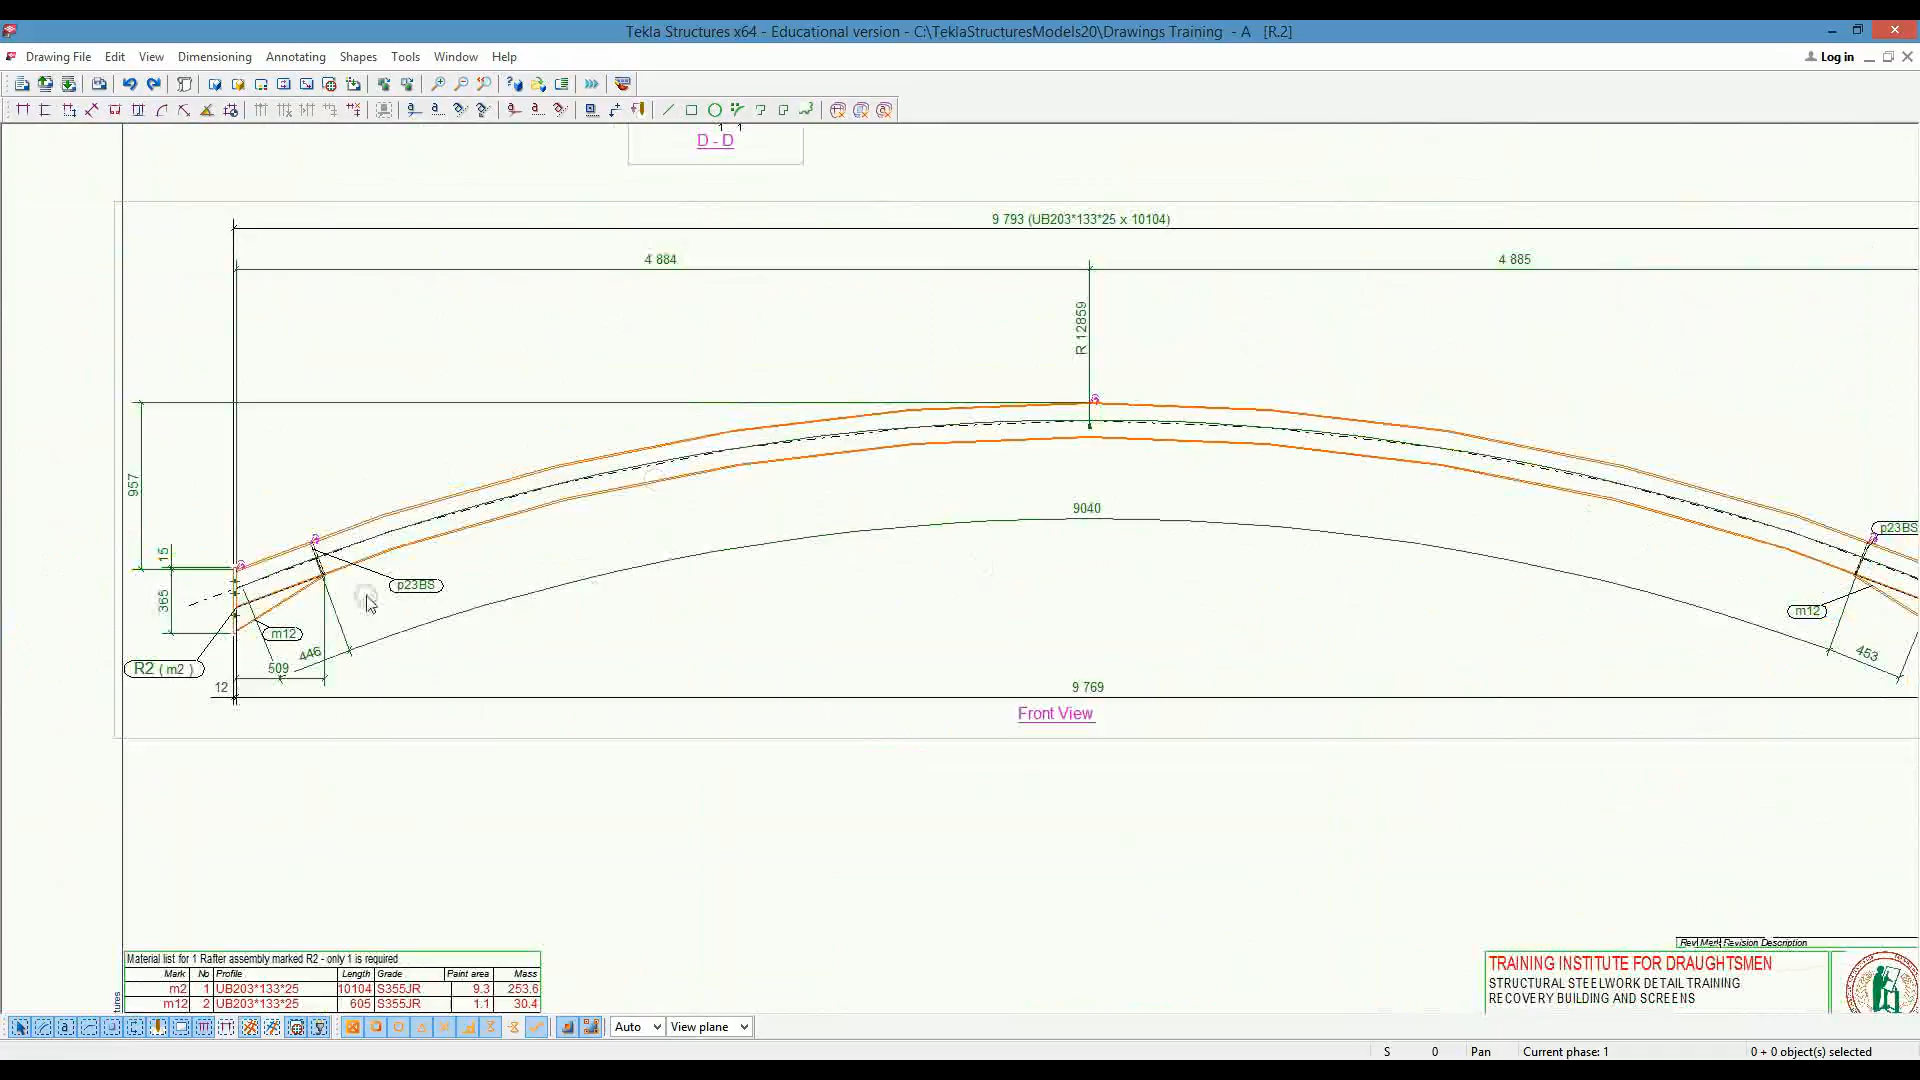 Tekla Structures x64 - Educational version - C:\TeklaStructuresModels20\Drawings Training - A [R.2]
Drawing File Edit View Dimensioning Annotating Shapes Tools Window Help Log in
D - D
9 793 (UB203*133*25 x 10104)
4 884
4 885
R 12859
957
9040
p23BS
15
p23BS
365
m12
m12
R2 ( m2 )
446
453
509
12
9 769
Front View
Rev Mark Revision Description
Material list for 1 Rafter assembly marked R2 - only 1 is required
Mark No Profile Length Grade Paint area Mass
m2 1 UB203*133*25 10104 S355JR 9.3 253.6
m12 2 UB203*133*25 605 S355JR 1.1 30.4
TRAINING INSTITUTE FOR DRAUGHTSMEN
STRUCTURAL STEELWORK DETAIL TRAINING
RECOVERY BUILDING AND SCREENS
Auto View plane
S 0 Pan Current phase: 1 0 + 0 object(s) selected